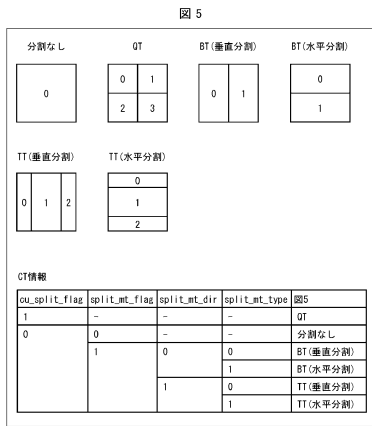 図 5
分割なし QT BT(垂直分割) BT(水平分割)
0 0 1 2 3 0 1 0 1
TT(垂直分割) TT(水平分割)
0 1 2 0 1 2
CT情報
cu_split_flag split_mt_flag split_mt_dir split_mt_type 図5
1 - - - QT
0 0 - - 分割なし
1 0 0 BT(垂直分割)
1 BT(水平分割)
1 0 TT(垂直分割)
1 TT(水平分割)